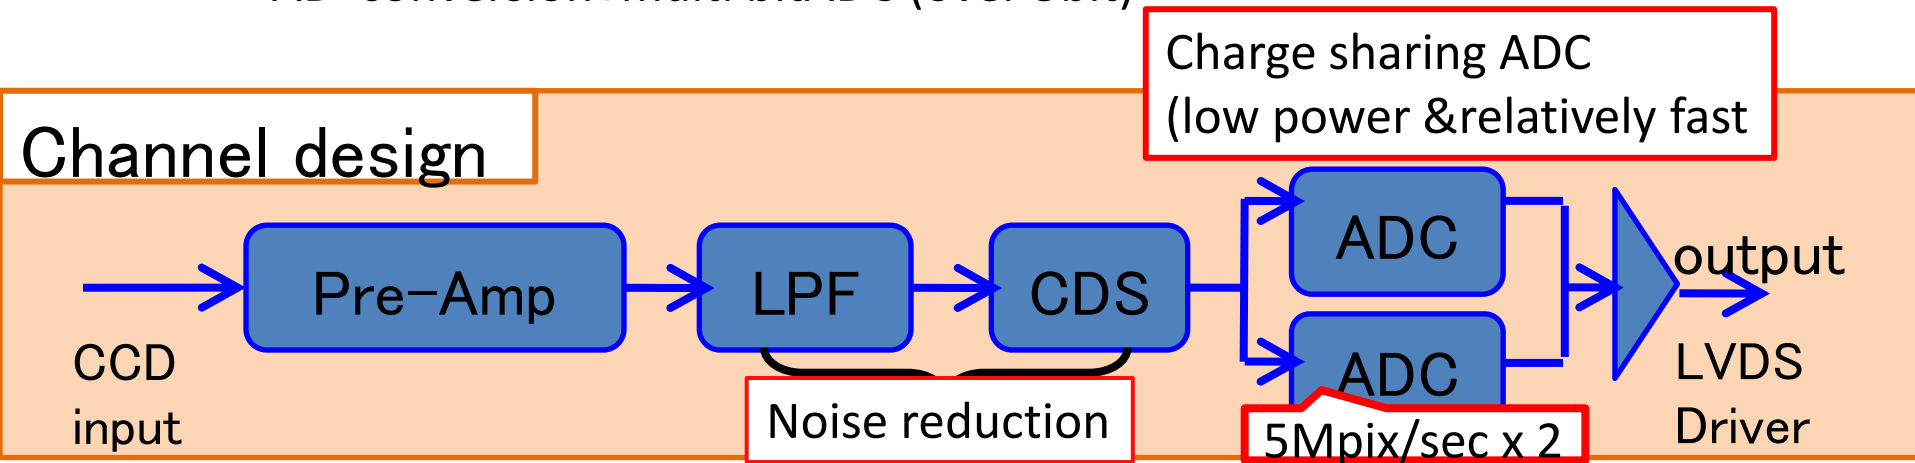 Charge sharing ADC
(low power &relatively fast
Channel design
Pre-Amp
LPF
CDS
ADC
ADC
output
CCD
input
Noise reduction
5Mpix/sec x 2
LVDS
Driver